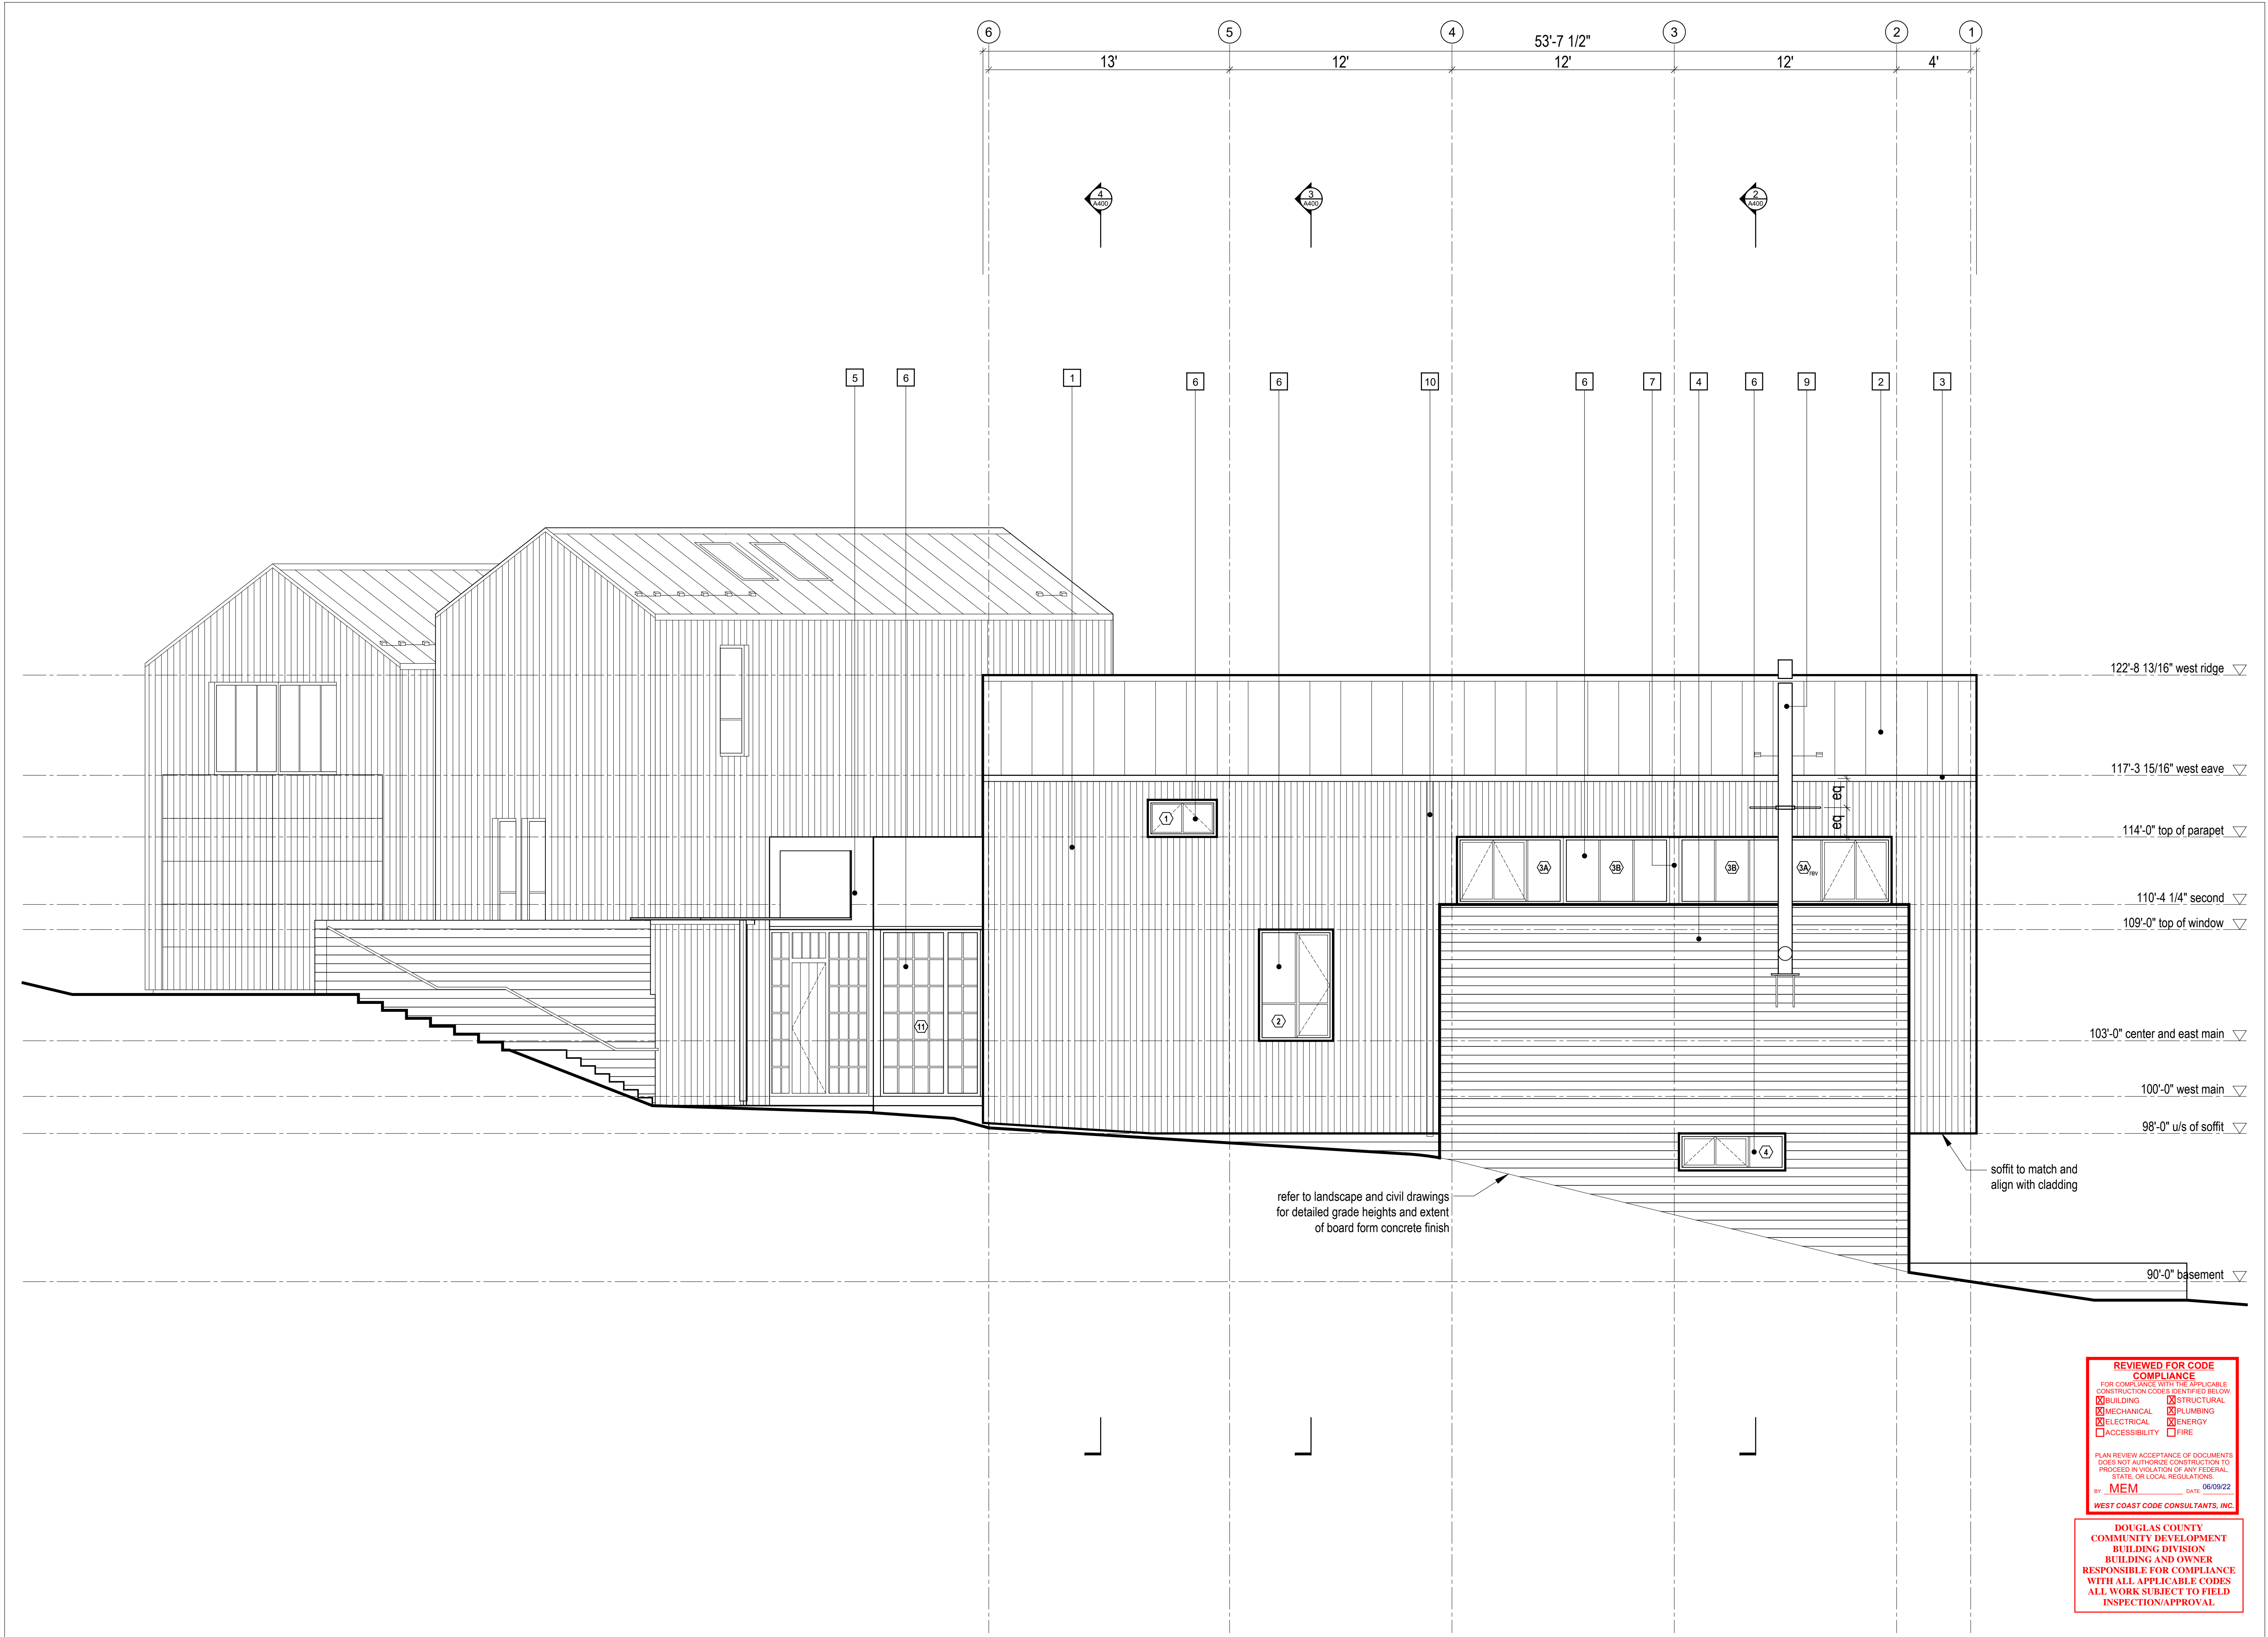 6
5
4
3
2
1
53'-7 1/2"
13'
12'
12'
12'
4'
4
A400
3
A400
2
A400
5
6
1
6
6
10
6
7
4
6
9
2
3
122'-8 13/16" west ridge
117'-3 15/16" west eave
eq
eq
114'-0" top of parapet
1
3A
3B
3B
3A
rev
110'-4 1/4" second
109'-0" top of window
2
11
103'-0" center and east main
100'-0" west main
98'-0" u/s of soffit
4
soffit to match and
align with cladding
refer to landscape and civil drawings
for detailed grade heights and extent
of board form concrete finish
90'-0" basement
REVIEWED FOR CODE
COMPLIANCE
FOR COMPLIANCE WITH THE APPLICABLE
CONSTRUCTION CODES IDENTIFIED BELOW.
X BUILDING X STRUCTURAL
X MECHANICAL X PLUMBING
X ELECTRICAL X ENERGY
ACCESSIBILITY FIRE
PLAN REVIEW ACCEPTANCE OF DOCUMENTS
DOES NOT AUTHORIZE CONSTRUCTION TO
PROCEED IN VIOLATION OF ANY FEDERAL,
STATE, OR LOCAL REGULATIONS.
BY: MEM DATE: 06/09/22
WEST COAST CODE CONSULTANTS, INC.
DOUGLAS COUNTY
COMMUNITY DEVELOPMENT
BUILDING DIVISION
BUILDING AND OWNER
RESPONSIBLE FOR COMPLIANCE
WITH ALL APPLICABLE CODES
ALL WORK SUBJECT TO FIELD
INSPECTION/APPROVAL